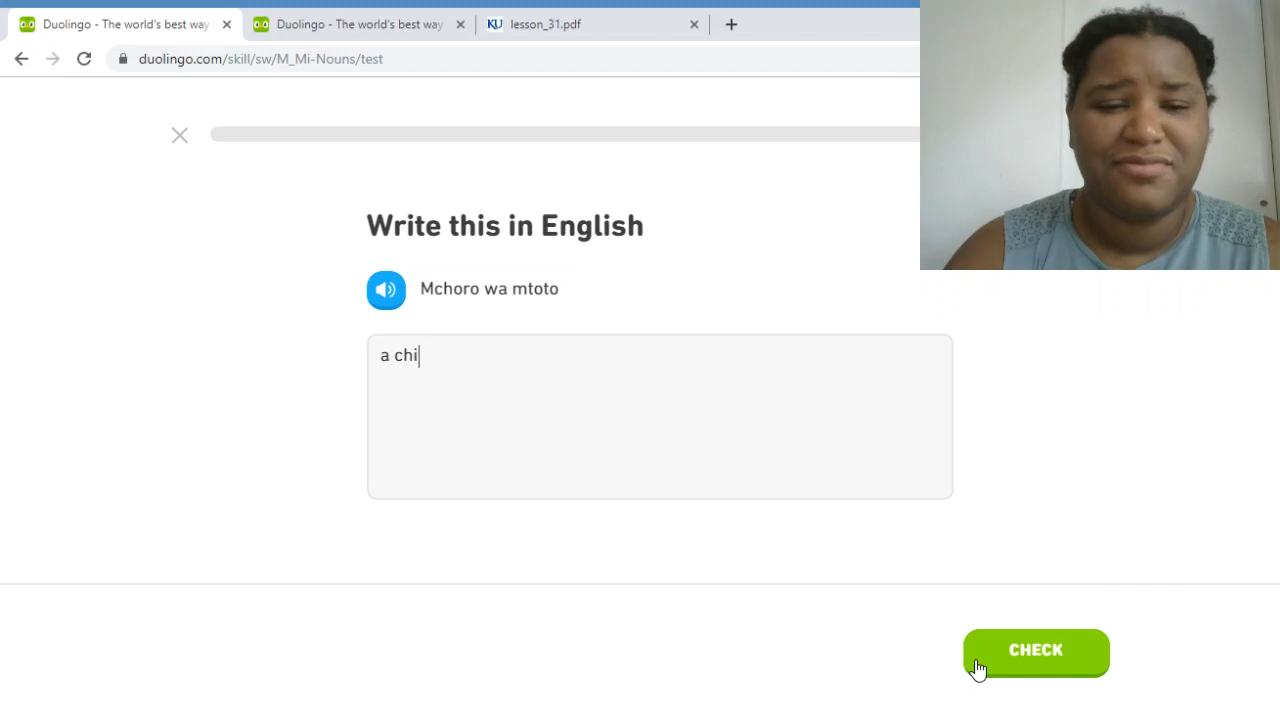 Duolingo - The world's best way
Duolingo - The world's best way
KU lesson_31.pdf
duolingo.com/skill/sw/M_Mi-Nouns/test
Write this in English
Mchoro wa mtoto
a chi
CHECK